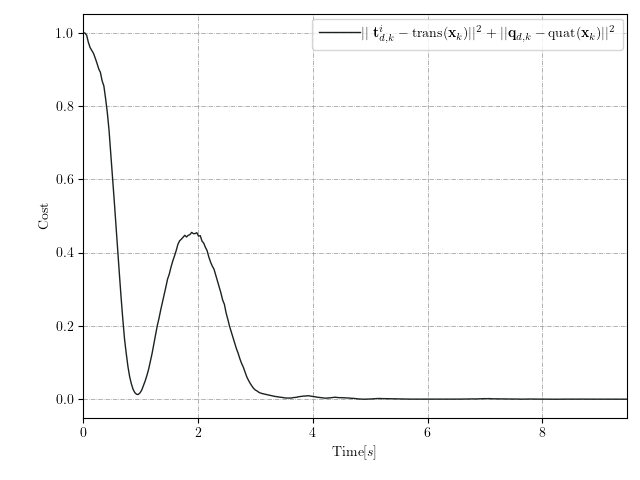 || t^i_{d,k} − trans(x_k)||² + ||q_{d,k} − quat(x_k)||²
1.0
0.8
0.6
0.4
0.2
0.0
Cost
0 2 4 6 8
Time[s]